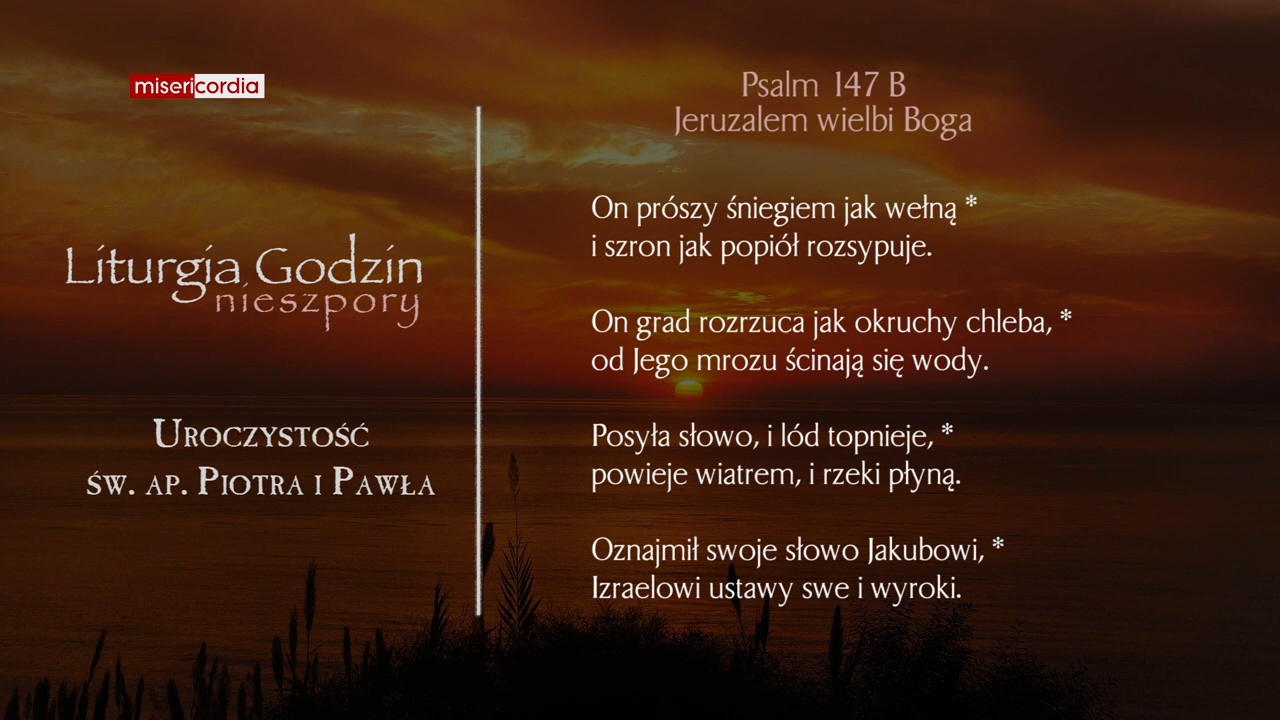 misericordia
Liturgia Godzin
nieszpory
Uroczystość
św. ap. Piotra i Pawła
Psalm 147 B
Jeruzalem wielbi Boga
On prószy śniegiem jak wełną *
i szron jak popiół rozsypuje.
On grad rozrzuca jak okruchy chleba, *
od Jego mrozu ścinają się wody.
Posyła słowo, i lód topnieje, *
powieje wiatrem, i rzeki płyną.
Oznajmił swoje słowo Jakubowi, *
Izraelowi ustawy swe i wyroki.